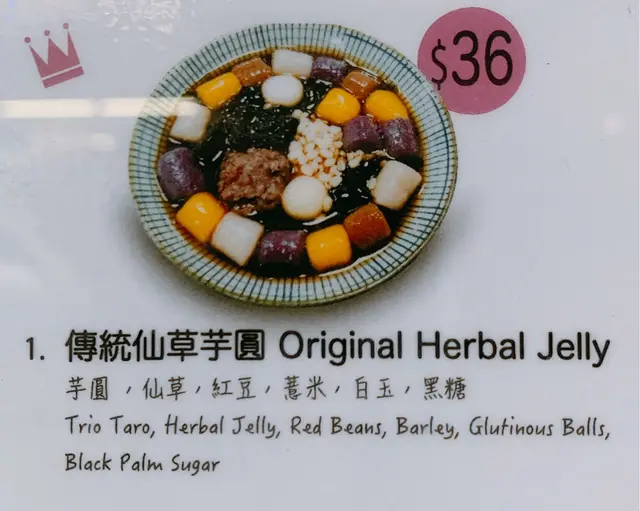 $36
1. 傳統仙草芋圓 Original Herbal Jelly
芋圓，仙草，紅豆，薏米，白玉，黑糖
Trio Taro, Herbal Jelly, Red Beans, Barley, Glutinous Balls,
Black Palm Sugar